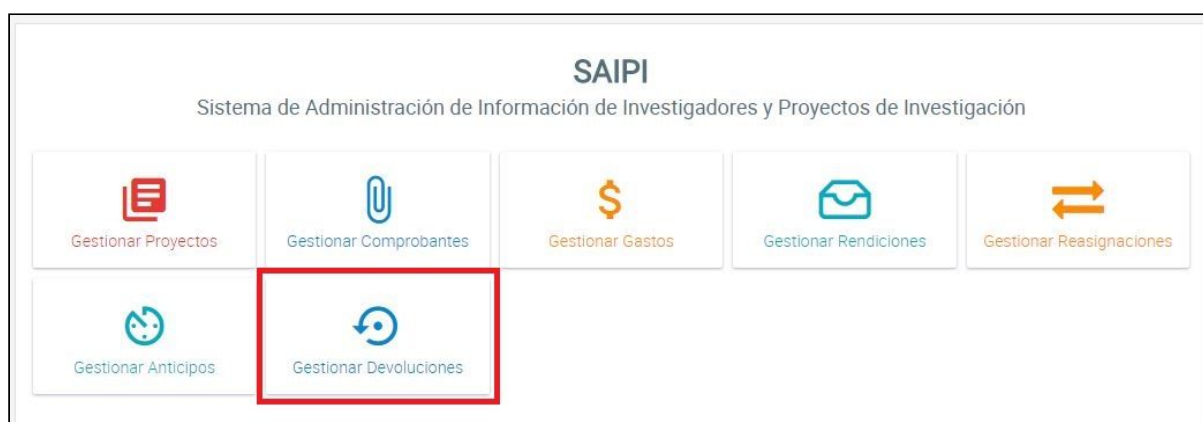 SAIPI
Sistema de Administración de Información de Investigadores y Proyectos de Investigación
Gestionar Proyectos
Gestionar Comprobantes
$
Gestionar Gastos
Gestionar Rendiciones
Gestionar Reasignaciones
Gestionar Anticipos
Gestionar Devoluciones